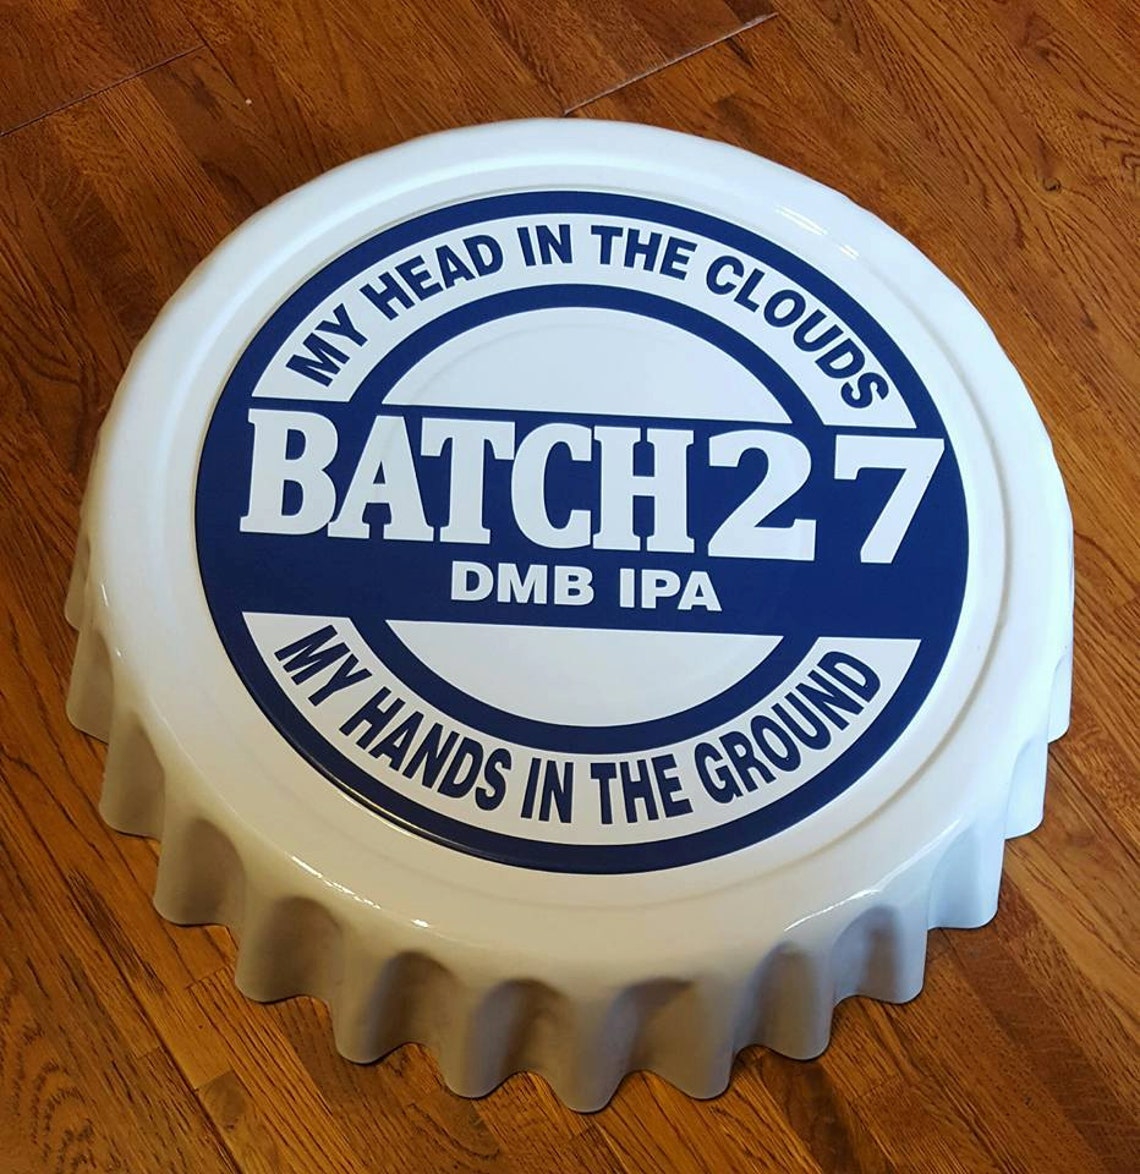 MY HEAD IN THE CLOUDS
BATCH 27
DMB IPA
MY HANDS IN THE GROUND